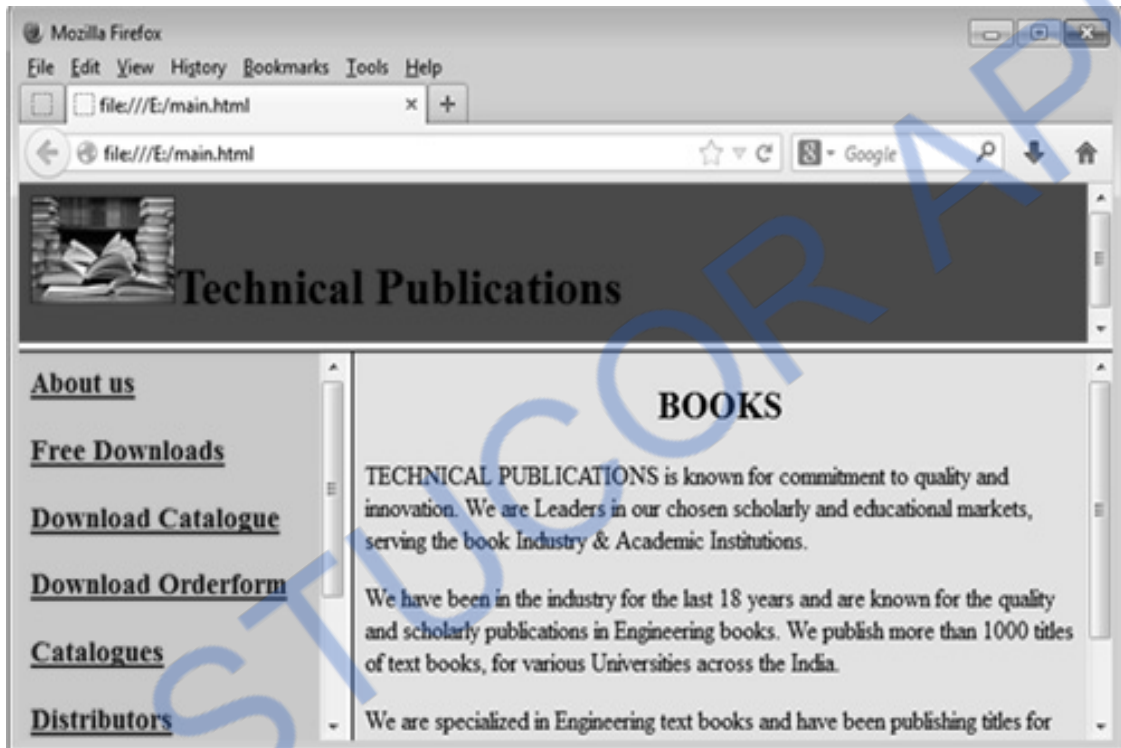 Mozilla Firefox
File Edit View History Bookmarks Tools Help
file:///E:/main.html × +
file:///E:/main.html
8 Google
Technical Publications
About us
Free Downloads
Download Catalogue
Download Orderform
Catalogues
Distributors
BOOKS
TECHNICAL PUBLICATIONS is known for commitment to quality and
innovation. We are Leaders in our chosen scholarly and educational markets,
serving the book Industry & Academic Institutions.
We have been in the industry for the last 18 years and are known for the quality
and scholarly publications in Engineering books. We publish more than 1000 titles
of text books, for various Universities across the India.
We are specialized in Engineering text books and have been publishing titles for
STUCOR AP